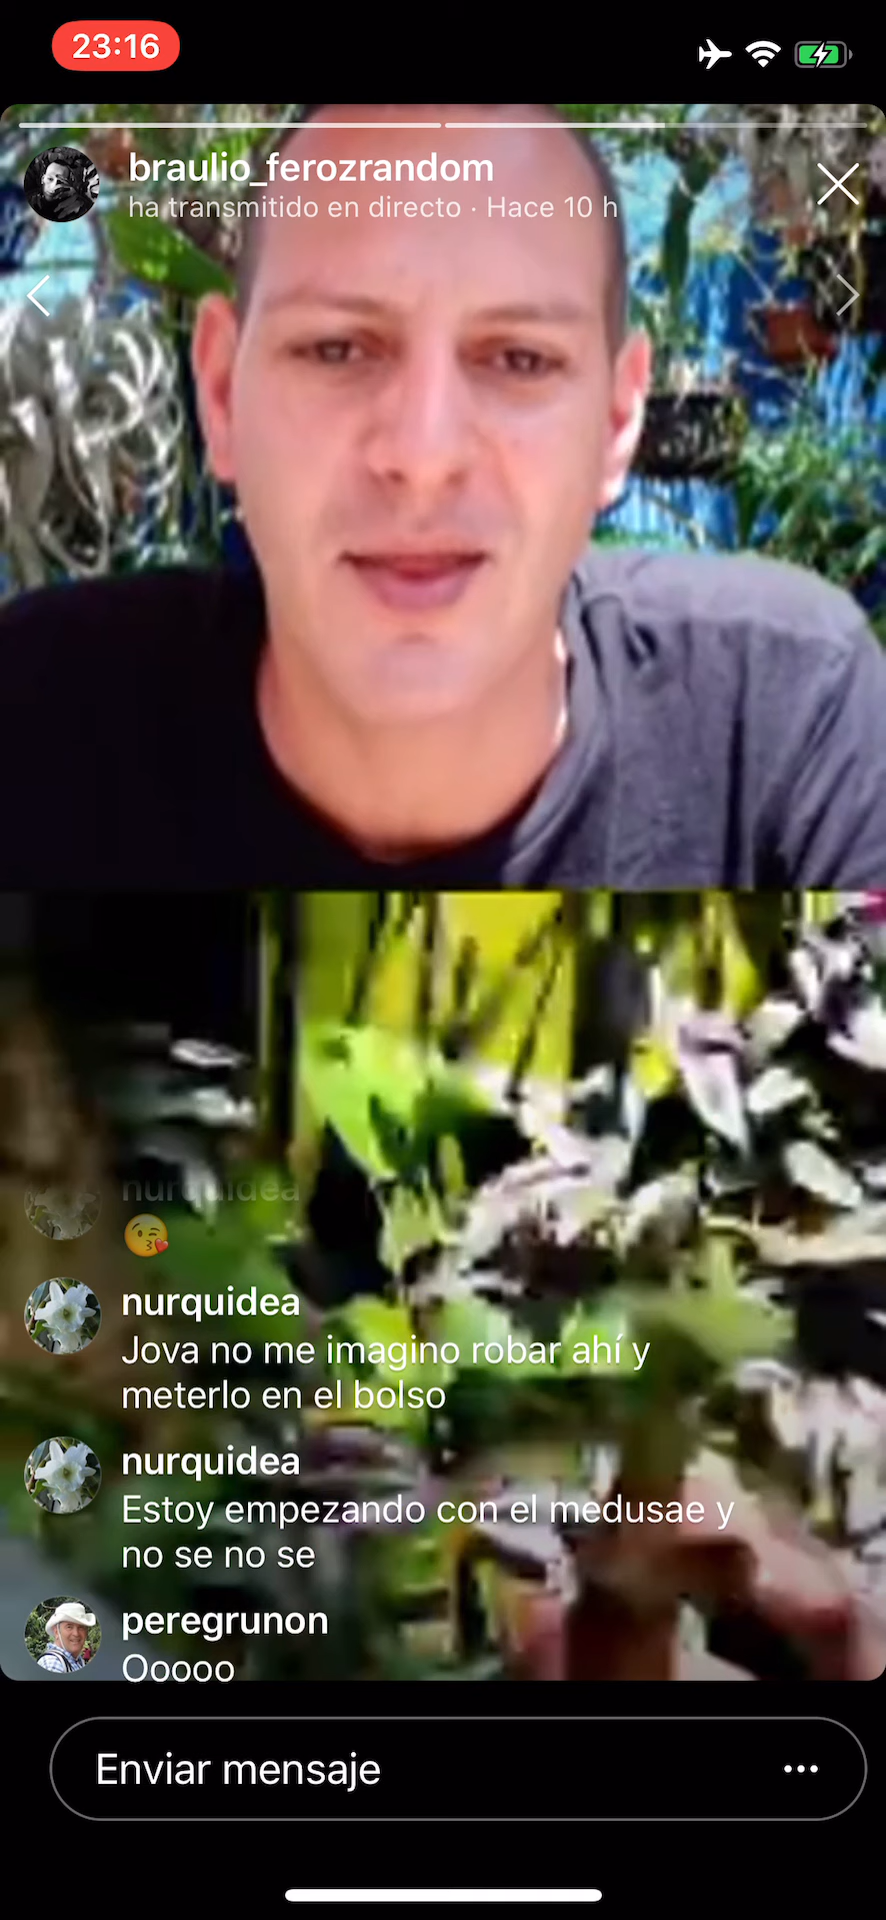 23:16
braulio_ferozrandom
ha transmitido en directo · Hace 10 h
nurquidea
😘
nurquidea
Jova no me imagino robar ahí y
meterlo en el bolso
nurquidea
Estoy empezando con el medusae y
no se no se
peregrunon
Ooooo
Enviar mensaje